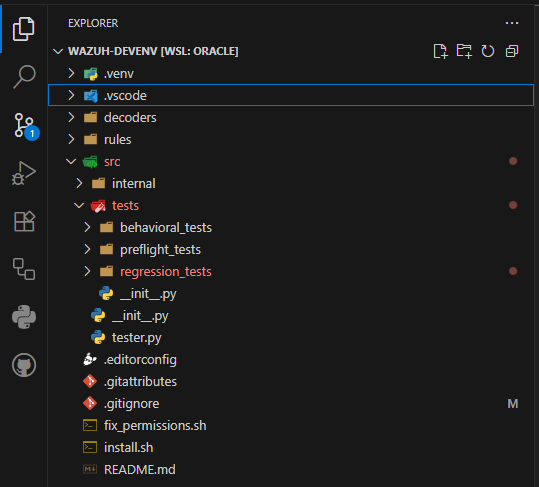 EXPLORER
WAZUH-DEVENV [WSL: ORACLE]
.venv
.vscode
decoders
rules
1
src
internal
tests
behavioral_tests
preflight_tests
regression_tests
__init__.py
__init__.py
tester.py
.editorconfig
.gitattributes
.gitignore M
fix_permissions.sh
install.sh
README.md